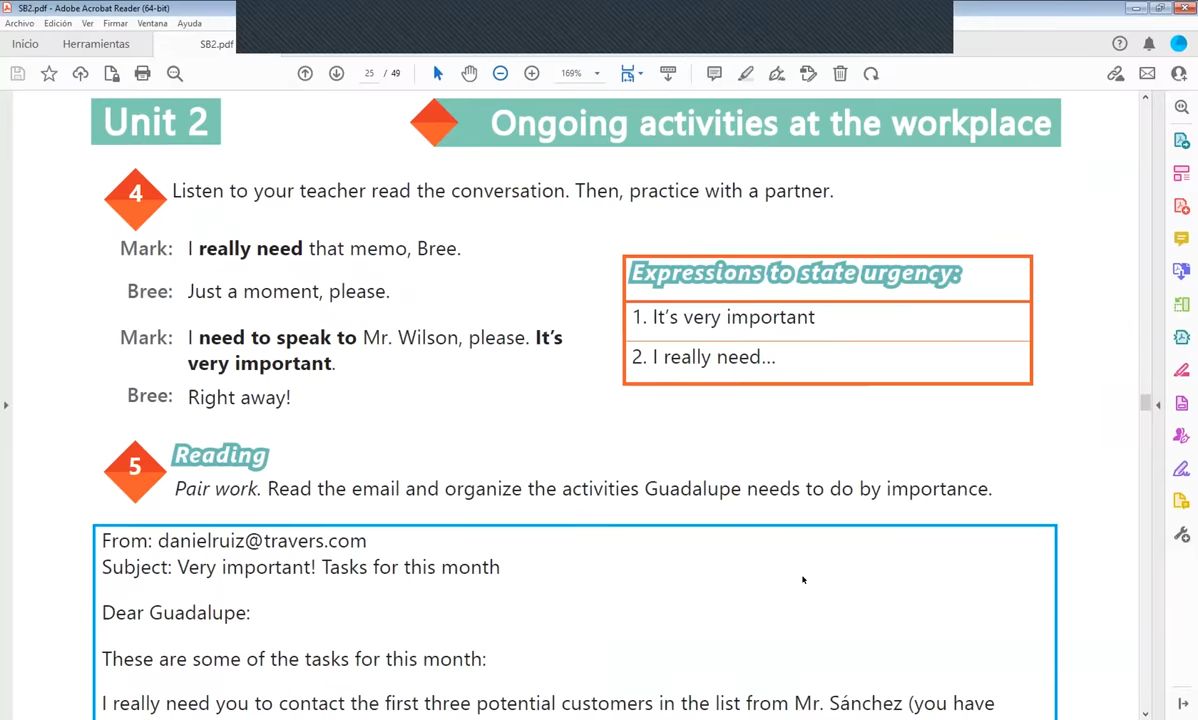 SB2.pdf - Adobe Acrobat Reader (64-bit)
Archivo Edición Ver Firmar Ventana Ayuda
Inicio Herramientas SB2.pdf
25 / 49 169%
Unit 2 Ongoing activities at the workplace
4 Listen to your teacher read the conversation. Then, practice with a partner.
Mark: I really need that memo, Bree.
Bree: Just a moment, please.
Mark: I need to speak to Mr. Wilson, please. It's
very important.
Bree: Right away!
Expressions to state urgency:
1. It's very important
2. I really need...
5 Reading
Pair work. Read the email and organize the activities Guadalupe needs to do by importance.
From: danielruiz@travers.com
Subject: Very important! Tasks for this month
Dear Guadalupe:
These are some of the tasks for this month:
I really need you to contact the first three potential customers in the list from Mr. Sánchez (you have